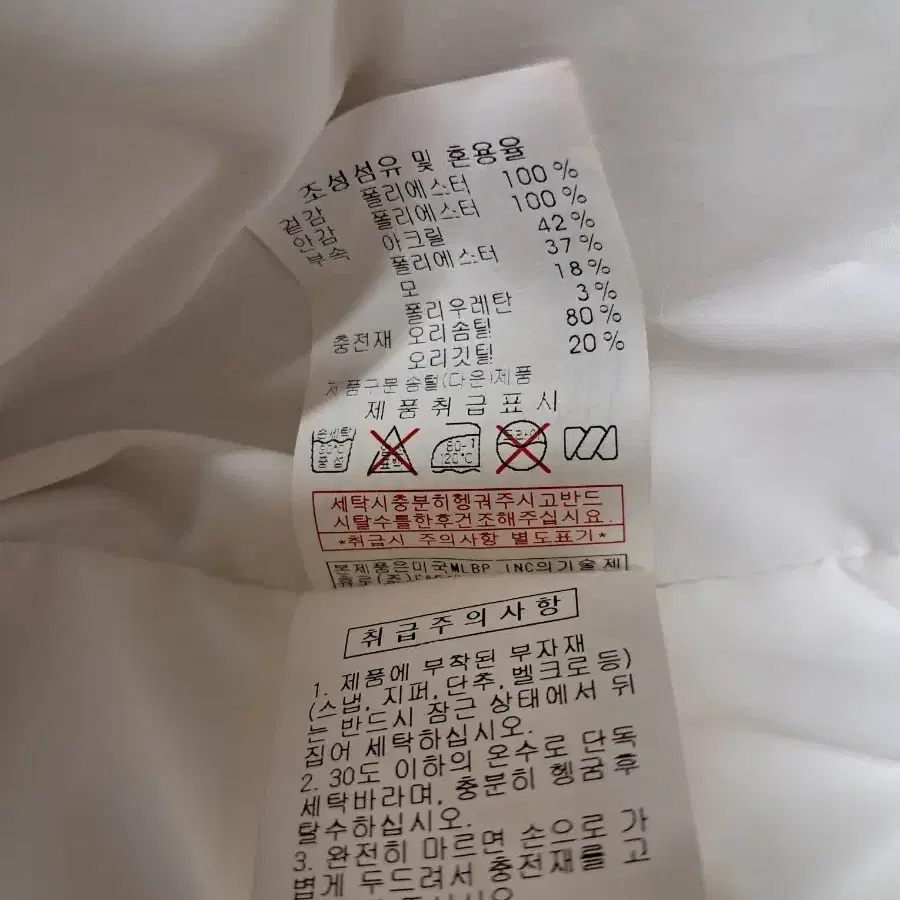 조성섬유 및 혼용율
겉감 폴리에스터 100%
안감 폴리에스터 100%
부속 아크릴 42%
폴리에스터 37%
모 18%
폴리우레탄 3%
충전재 오리솜털 80%
오리깃털 20%
제품구분 솜털(다운)제품
제품취급표시
손세탁
30℃
중성
80-120℃
드라이
세탁시충분히헹궈주시고반드
시탈수를한후건조해주십시요.
*취급시 주의사항 별도표기*
본제품은미국MLBP, INC의기술제
취급주의사항
1. 제품에 부착된 부자재
(스냅, 지퍼,단추,벨크로등)
는 반드시 잠근 상태에서 뒤
집어 세탁하십시오.
2. 30도 이하의 온수로 단독
세탁바라며, 충분히 헹굼후
탈수하십시오.
3. 완전히 마르면 손으로 가
볍게 두드려서 충전재를 고